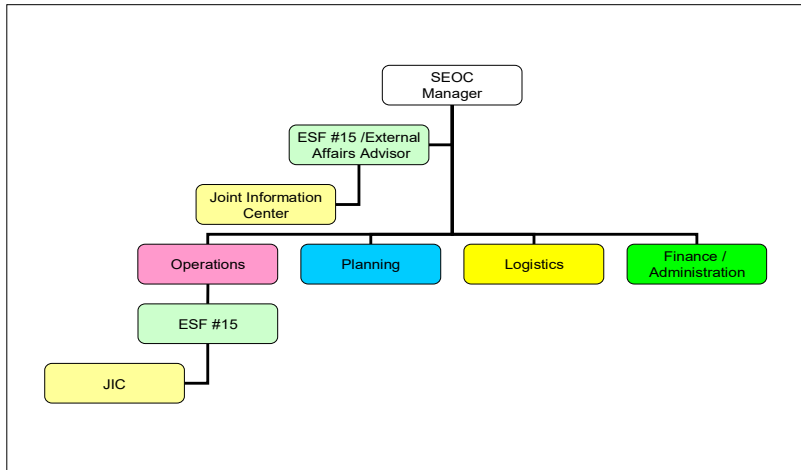 SEOC
Manager
ESF #15 /External
Affairs Advisor
Joint Information
Center
Operations
Planning
Logistics
Finance /
Administration
ESF #15
JIC